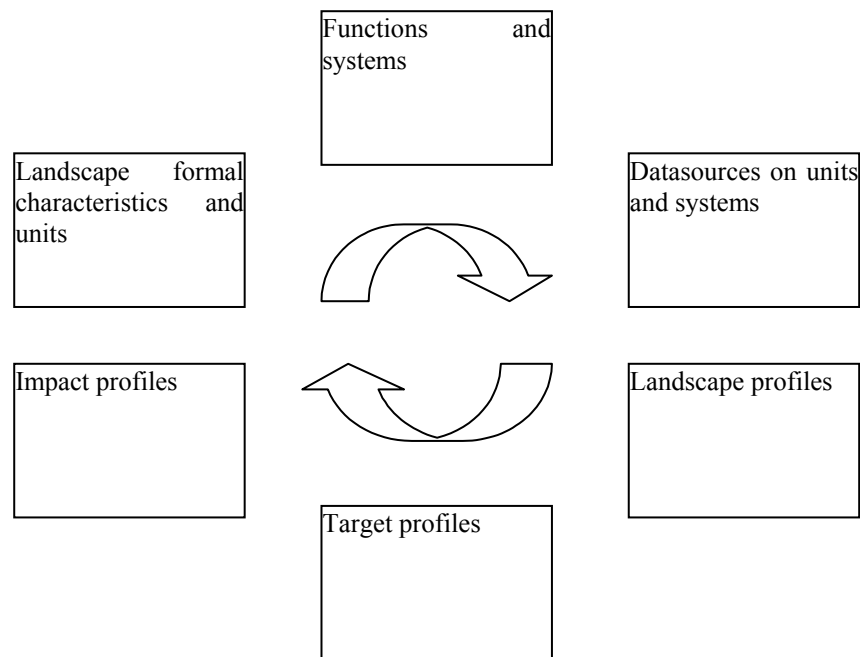 Functions and
systems
Landscape formal
characteristics and
units
Datasources on units
and systems
Impact profiles
Landscape profiles
Target profiles